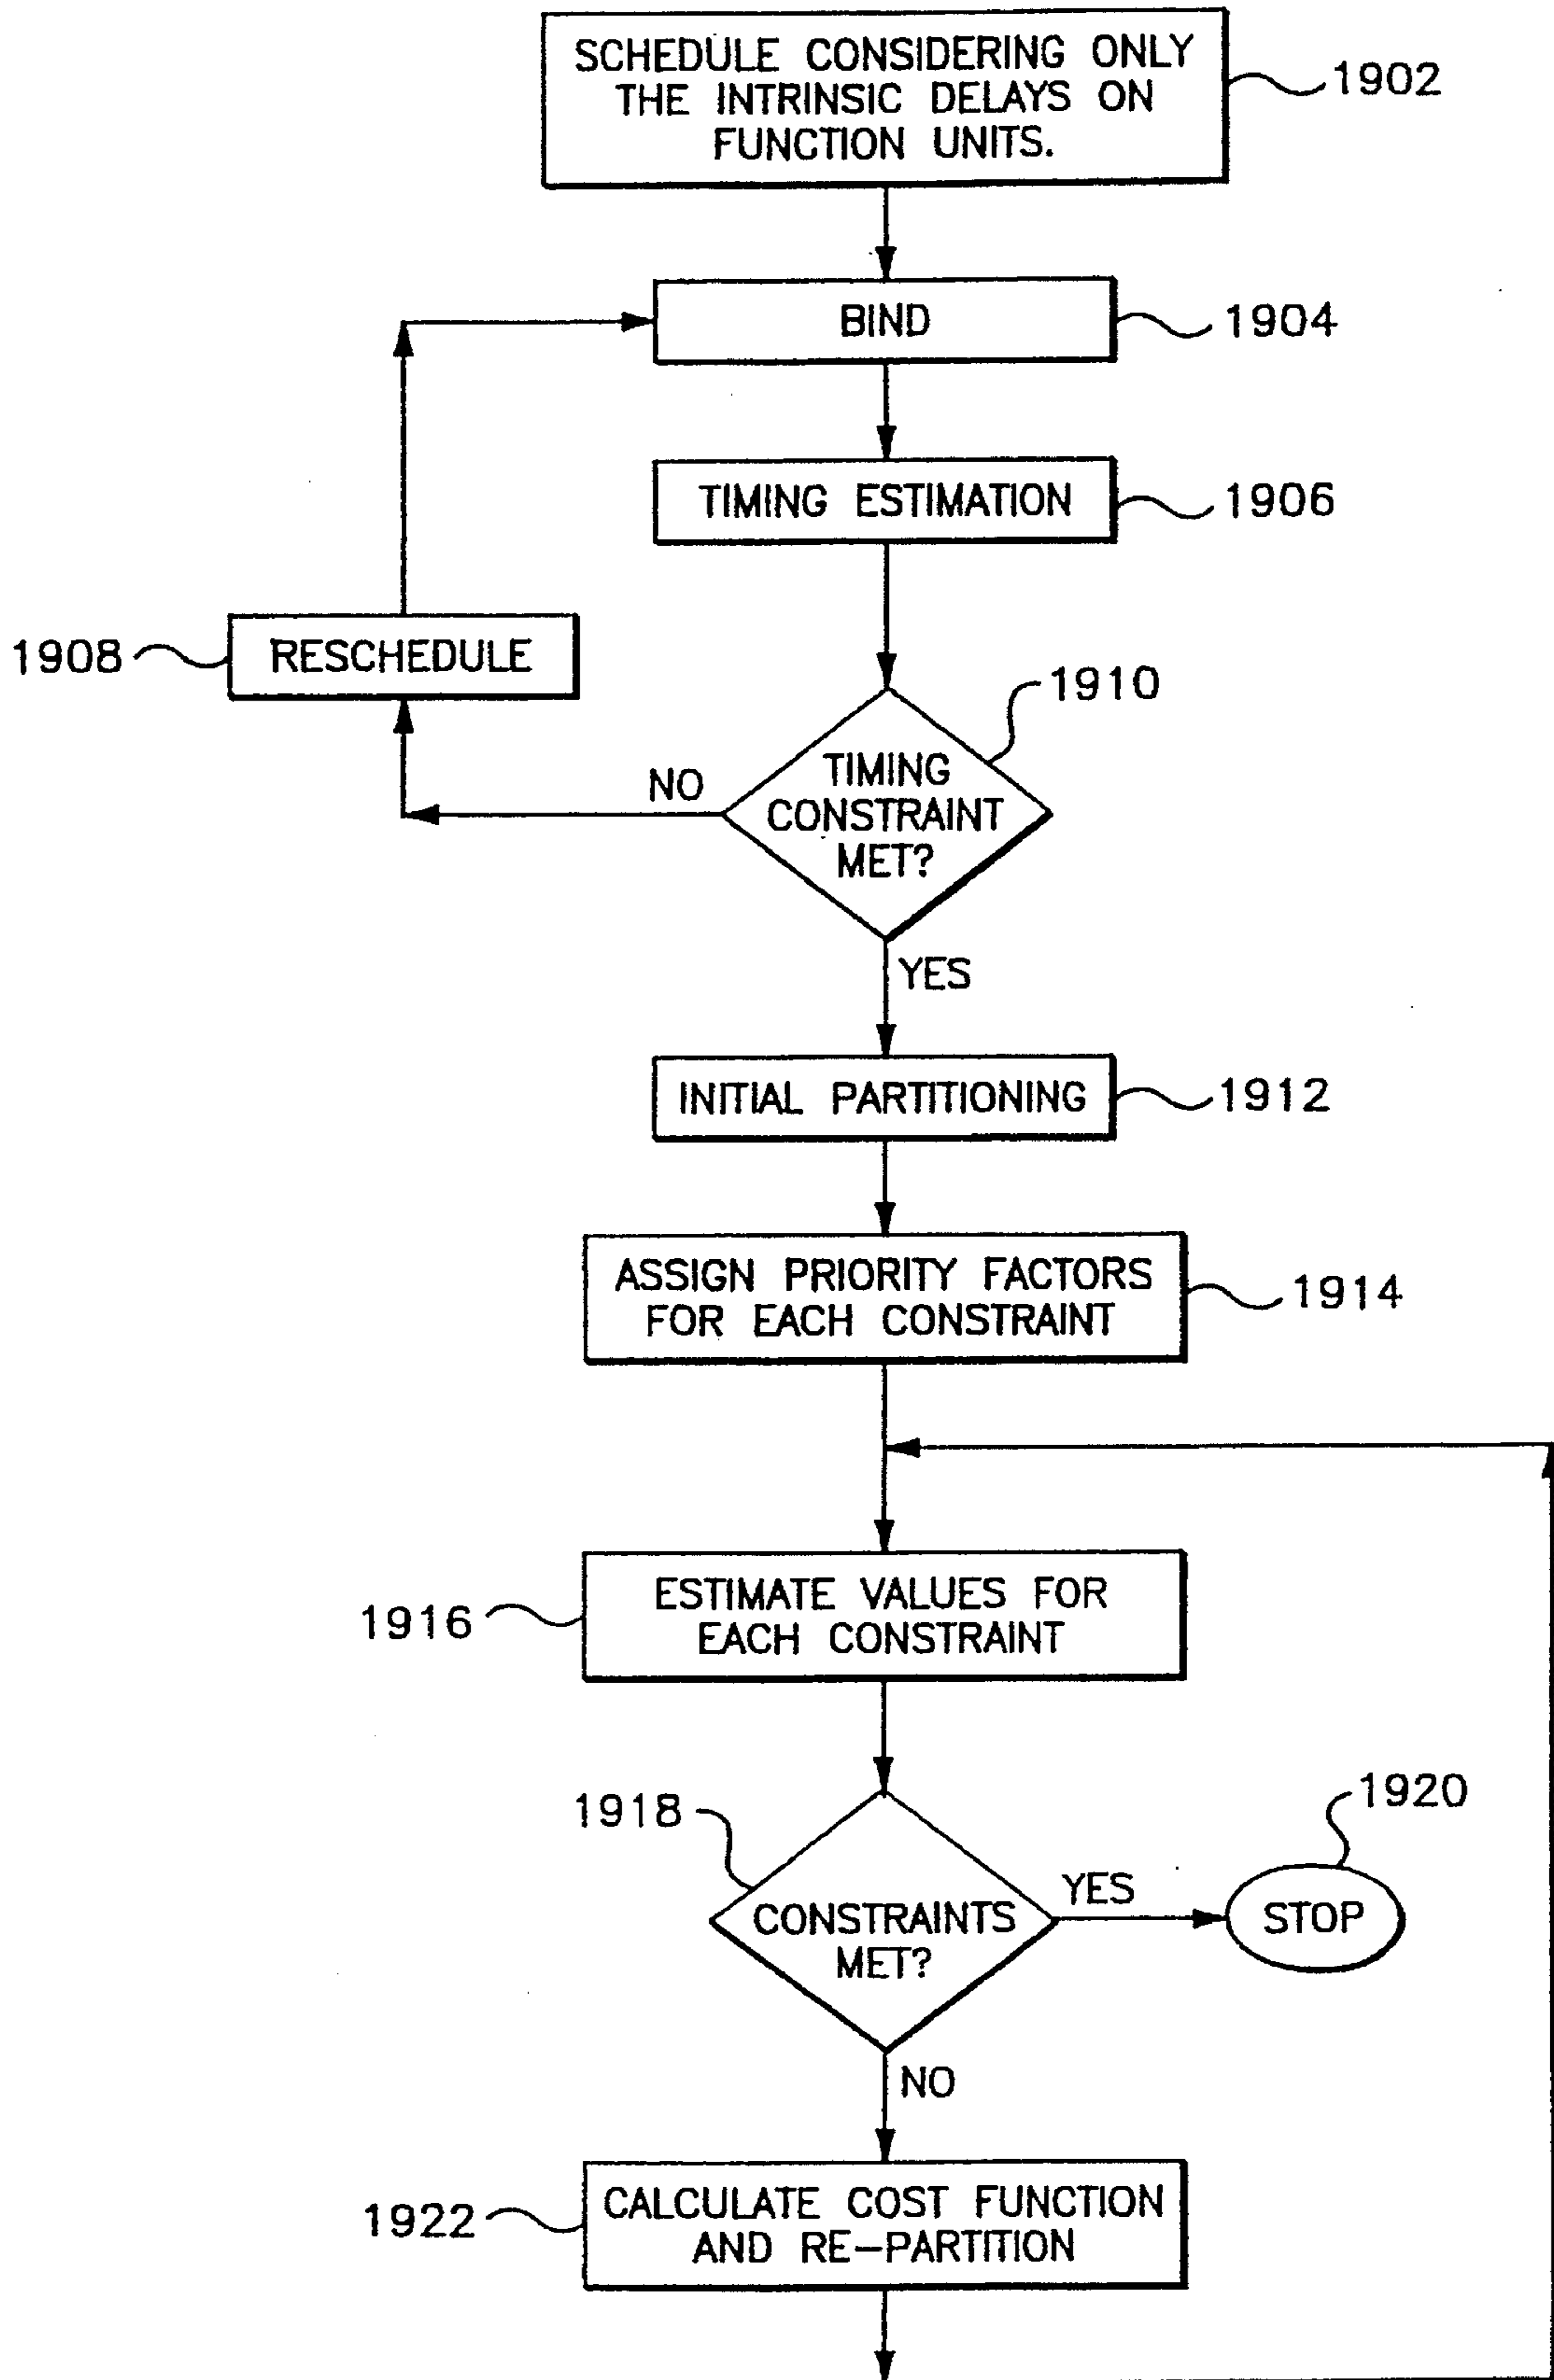 SCHEDULE CONSIDERING ONLY
THE INTRINSIC DELAYS ON
FUNCTION UNITS.
1902
BIND
1904
TIMING ESTIMATION
1906
1908
RESCHEDULE
1910
TIMING
CONSTRAINT
MET?
NO
YES
INITIAL PARTITIONING
1912
ASSIGN PRIORITY FACTORS
FOR EACH CONSTRAINT
1914
ESTIMATE VALUES FOR
EACH CONSTRAINT
1916
1918
CONSTRAINTS
MET?
YES
1920
STOP
NO
1922
CALCULATE COST FUNCTION
AND RE-PARTITION